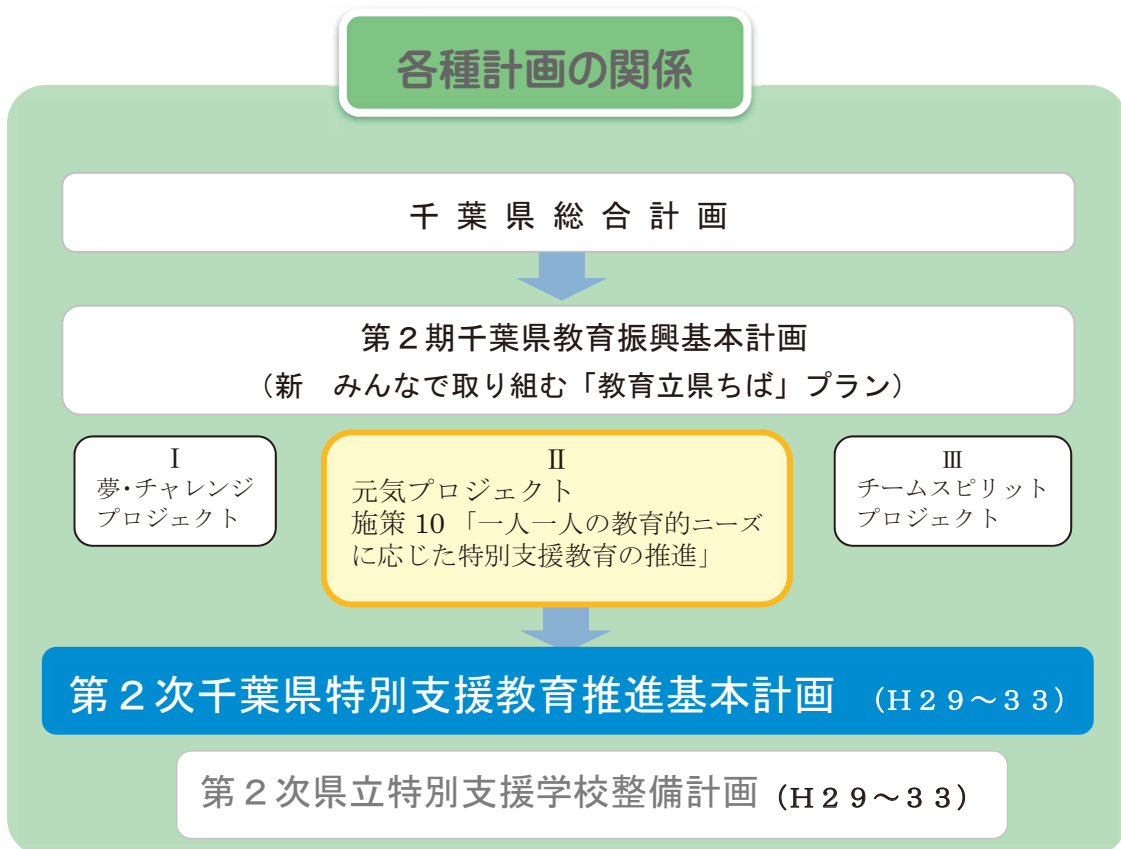 各種計画の関係
千 葉 県 総 合 計 画
第２期千葉県教育振興基本計画
（新　みんなで取り組む「教育立県ちば」プラン）
Ⅰ
夢・チャレンジ
プロジェクト
Ⅱ
元気プロジェクト
施策 10 「一人一人の教育的ニーズ
に応じた特別支援教育の推進」
Ⅲ
チームスピリット
プロジェクト
第２次千葉県特別支援教育推進基本計画　（Ｈ２９～３３）
第２次県立特別支援学校整備計画（Ｈ２９～３３）